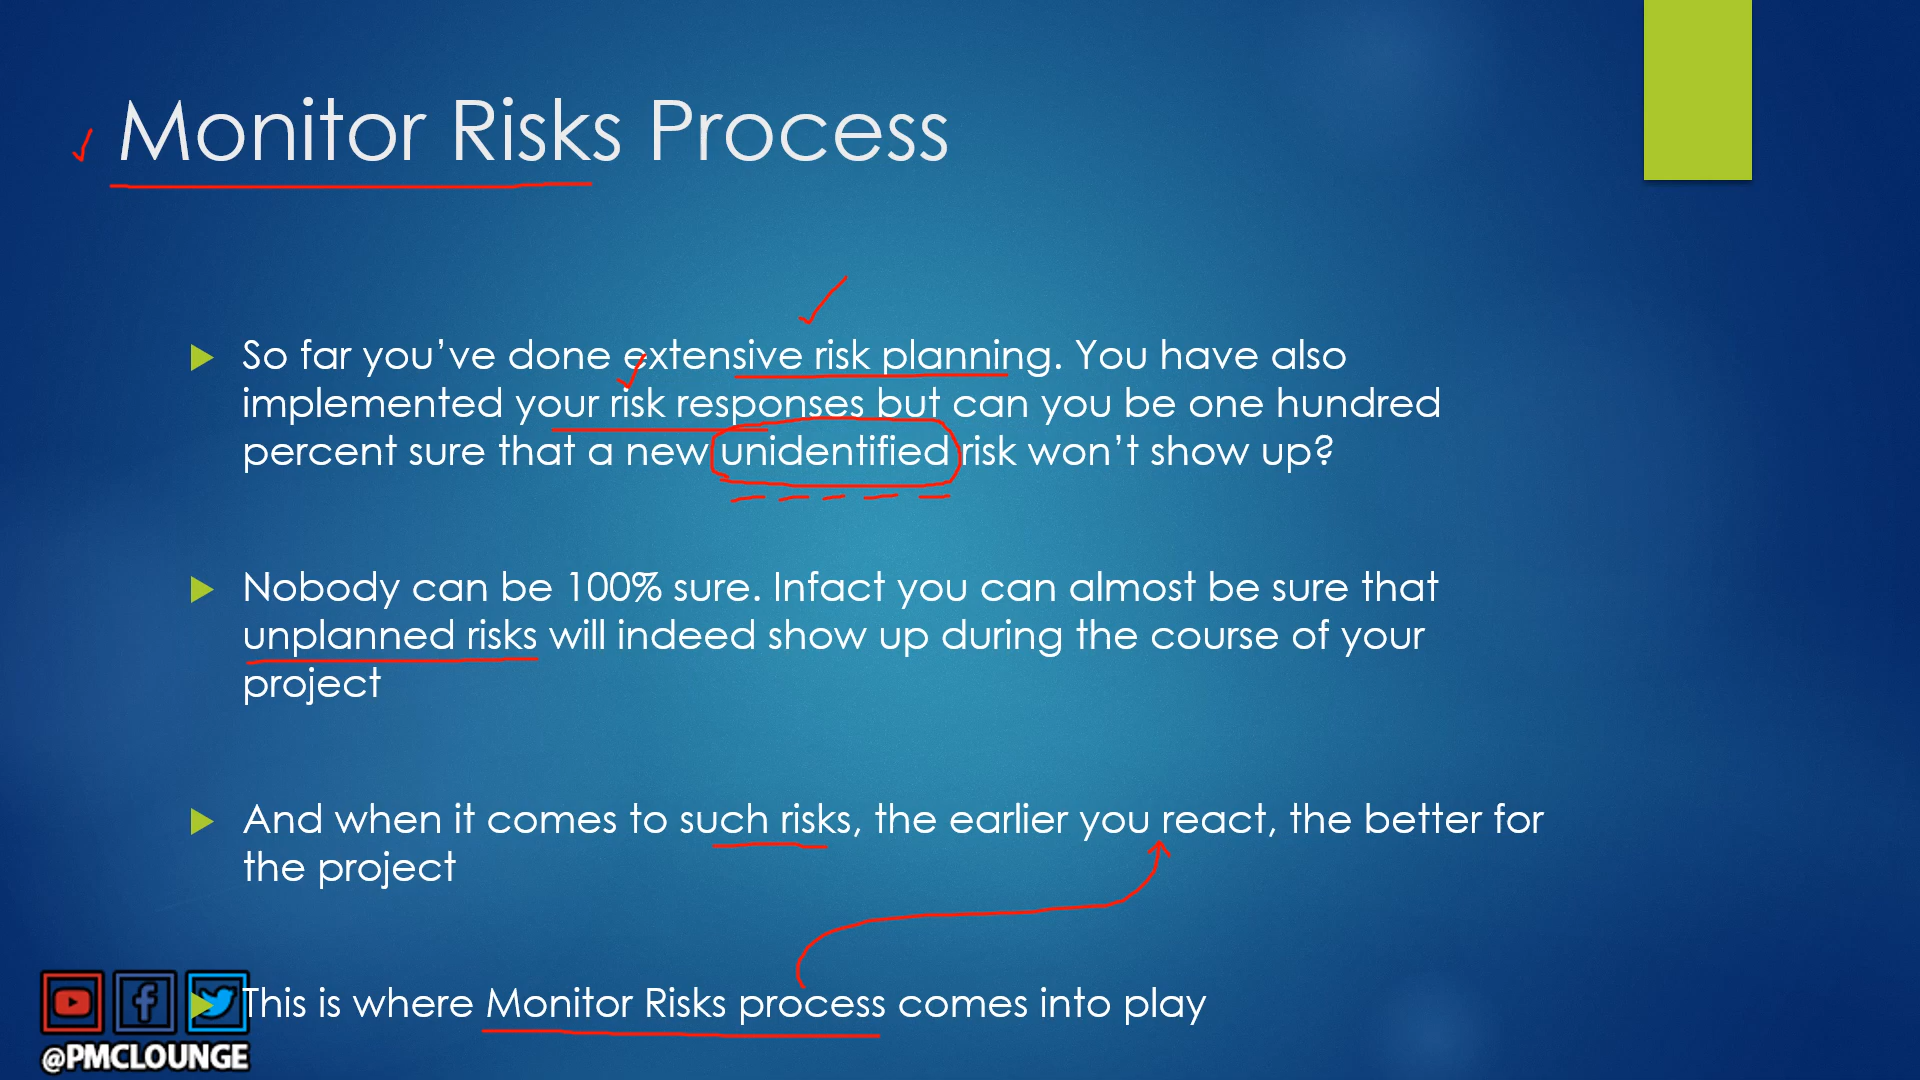 Monitor Risks Process
So far you’ve done extensive risk planning. You have also
implemented your risk responses but can you be one hundred
percent sure that a new unidentified risk won’t show up?
Nobody can be 100% sure. Infact you can almost be sure that
unplanned risks will indeed show up during the course of your
project
And when it comes to such risks, the earlier you react, the better for
the project
This is where Monitor Risks process comes into play
@PMCLOUNGE